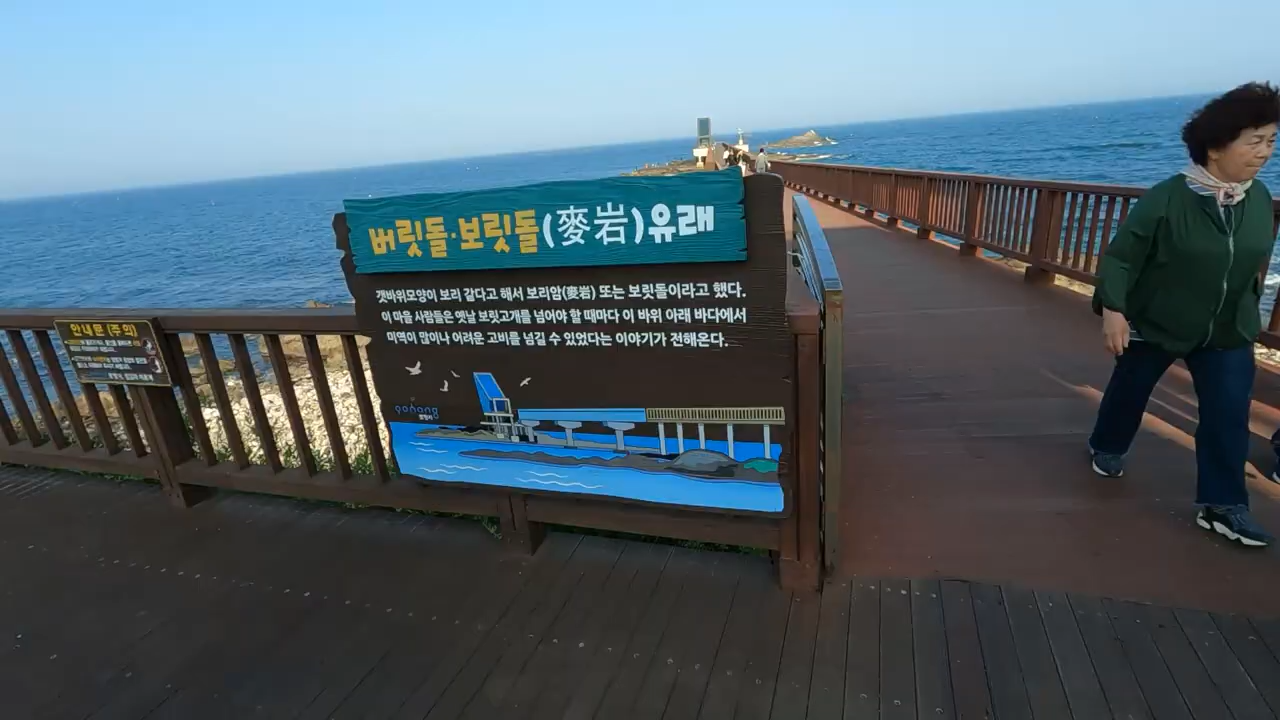 버릿돌·보릿돌(麥岩)유래
갯바위모양이 보리 같다고 해서 보리암(麥岩) 또는 보릿돌이라고 했다.
이 마을 사람들은 옛날 보릿고개를 넘어야 할 때마다 이 바위 아래 바다에서
미역이 많이나 어려운 고비를 넘길 수 있었다는 이야기가 전해온다.
안내문 (주의)